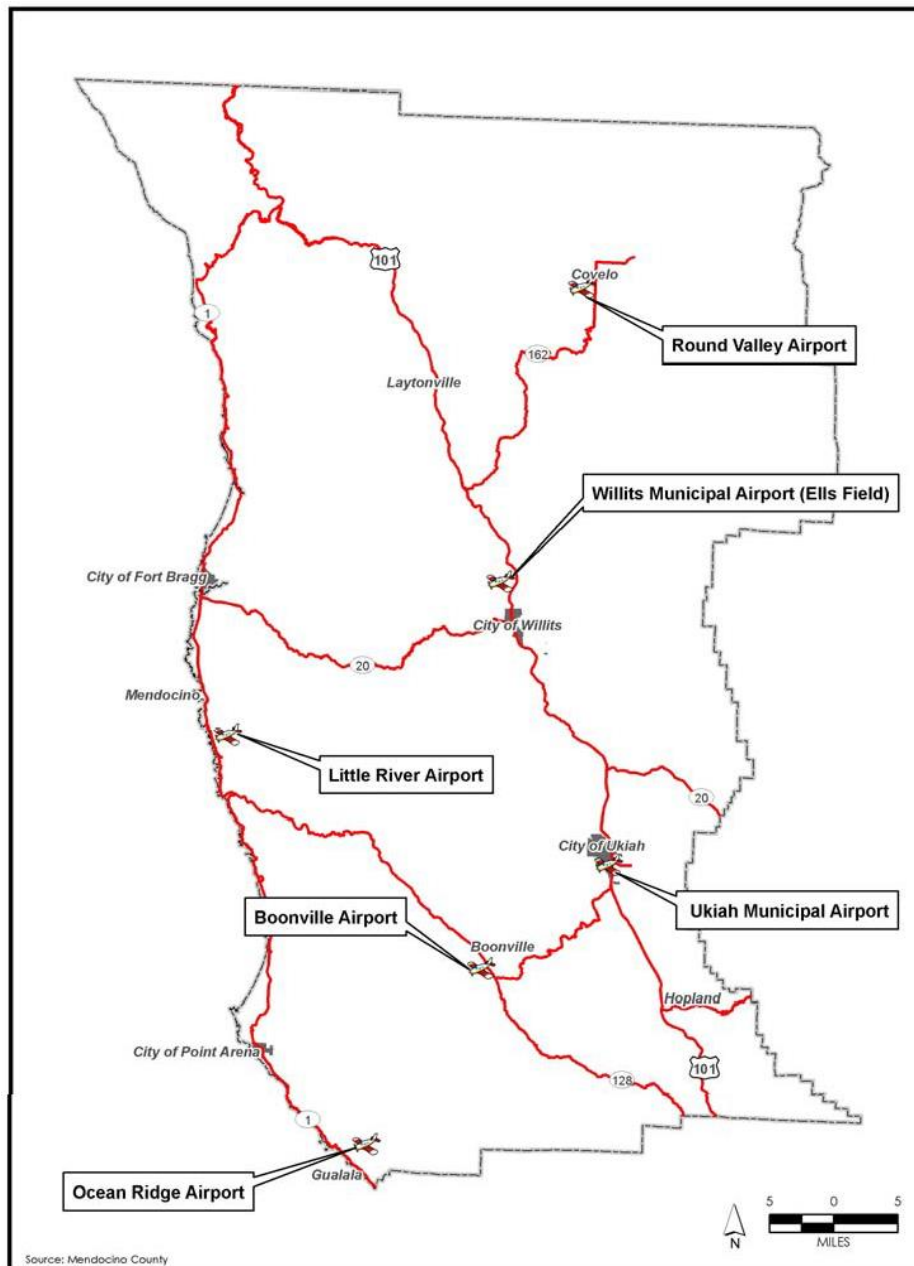 101
Covelo
1
Round Valley Airport
162
Laytonville
Willits Municipal Airport (Ells Field)
City of Fort Bragg
City of Willits
20
Mendocino
Little River Airport
20
City of Ukiah
Boonville Airport
Ukiah Municipal Airport
Boonville
Hopland
City of Point Arena
101
128
1
Gualala
Ocean Ridge Airport
5 0 5
MILES
N
Source: Mendocino County